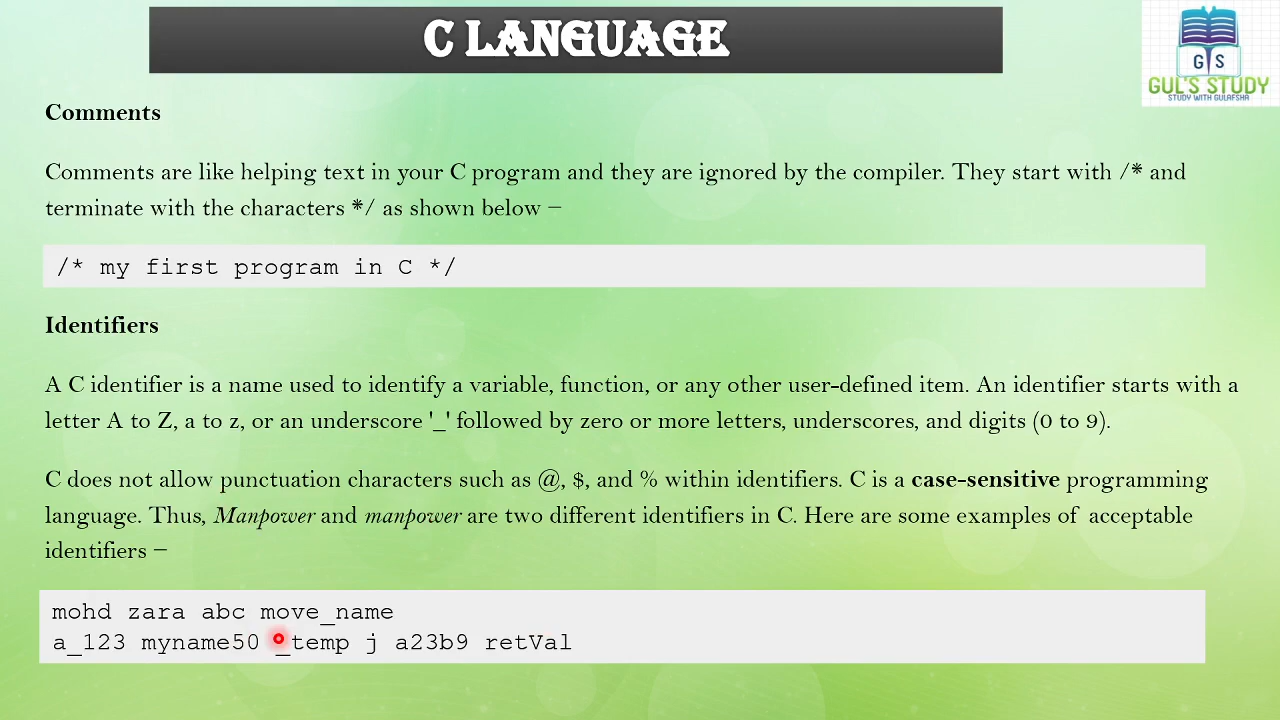 C LANGUAGE
G S
GUL'S STUDY
STUDY WITH GULAFSHA
Comments
Comments are like helping text in your C program and they are ignored by the compiler. They start with /* and
terminate with the characters */ as shown below −
/* my first program in C */
Identifiers
A C identifier is a name used to identify a variable, function, or any other user-defined item. An identifier starts with a
letter A to Z, a to z, or an underscore '_' followed by zero or more letters, underscores, and digits (0 to 9).
C does not allow punctuation characters such as @, $, and % within identifiers. C is a case-sensitive programming
language. Thus, Manpower and manpower are two different identifiers in C. Here are some examples of acceptable
identifiers −
mohd zara abc move_name
a_123 myname50 _temp j a23b9 retVal